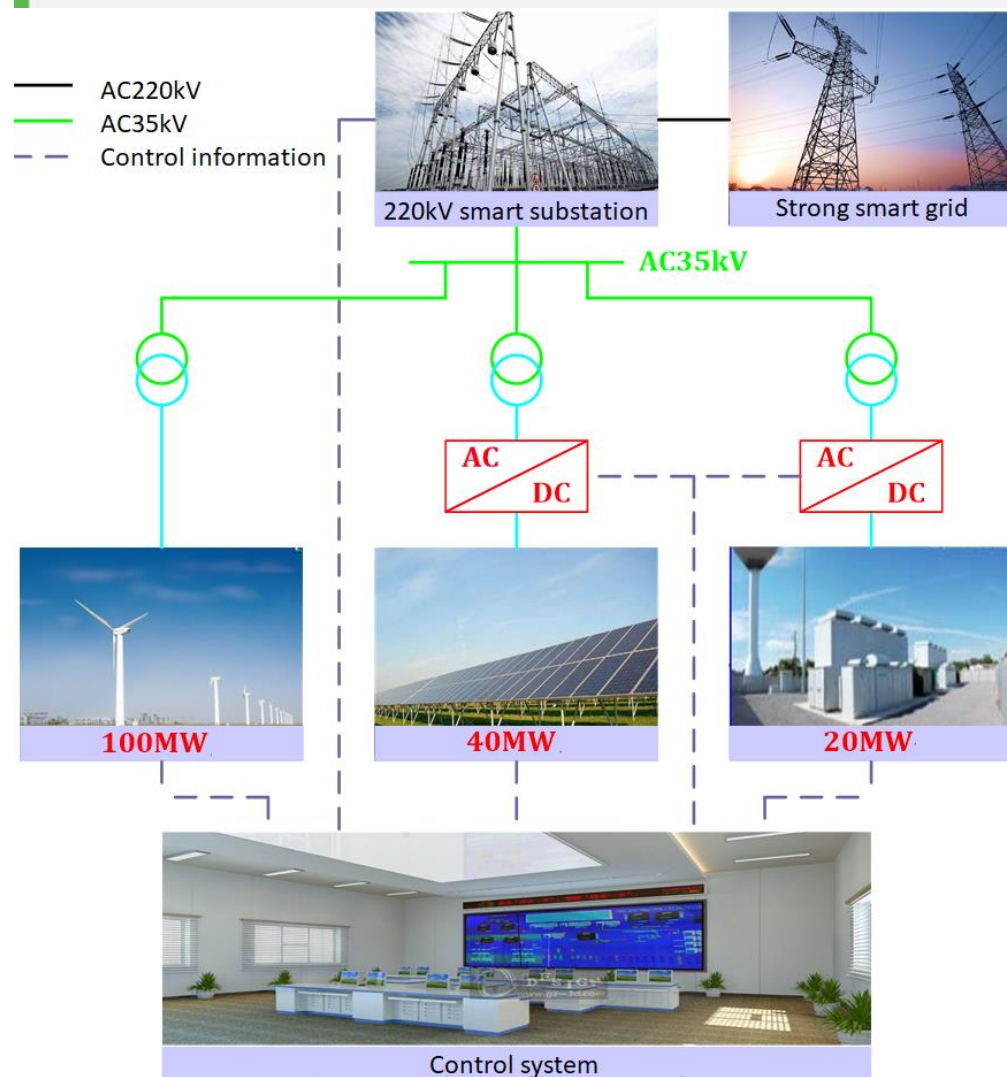 AC220kV
AC35kV
Control information
220kV smart substation
Strong smart grid
AC35kV
AC
DC
AC
DC
100MW
40MW
20MW
Control system